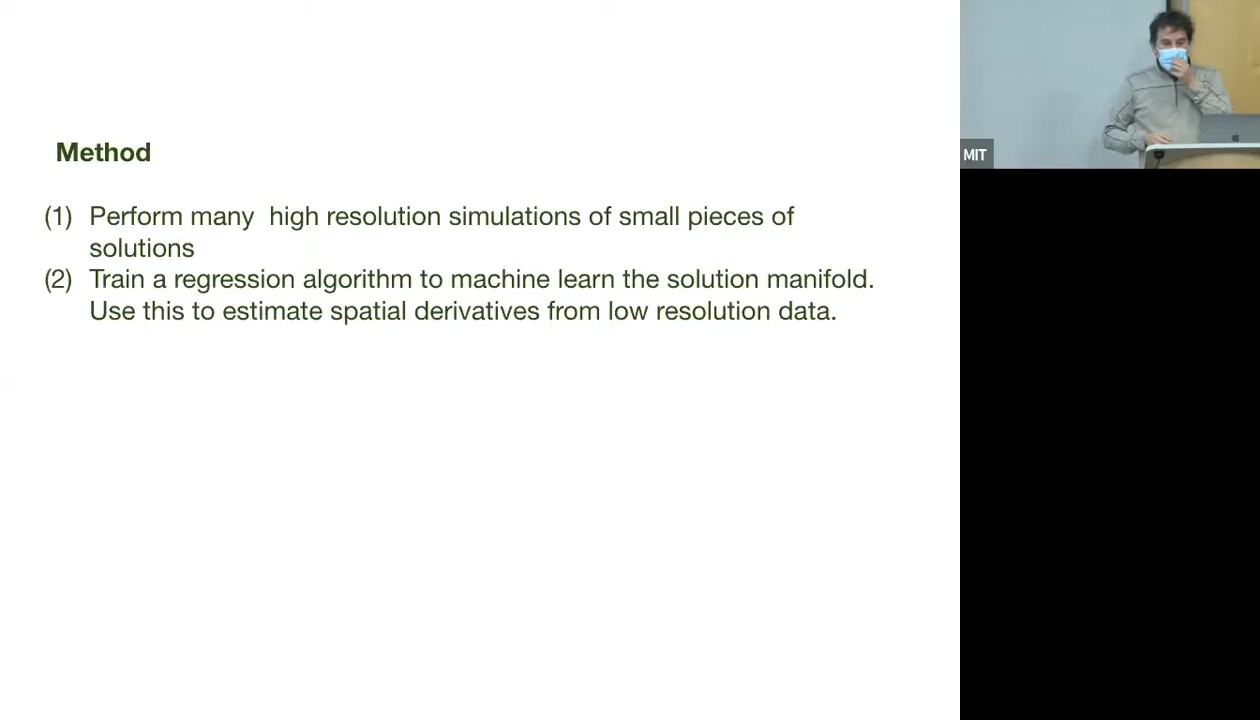 Method
(1) Perform many  high resolution simulations of small pieces of
solutions
(2) Train a regression algorithm to machine learn the solution manifold.
Use this to estimate spatial derivatives from low resolution data.
MIT